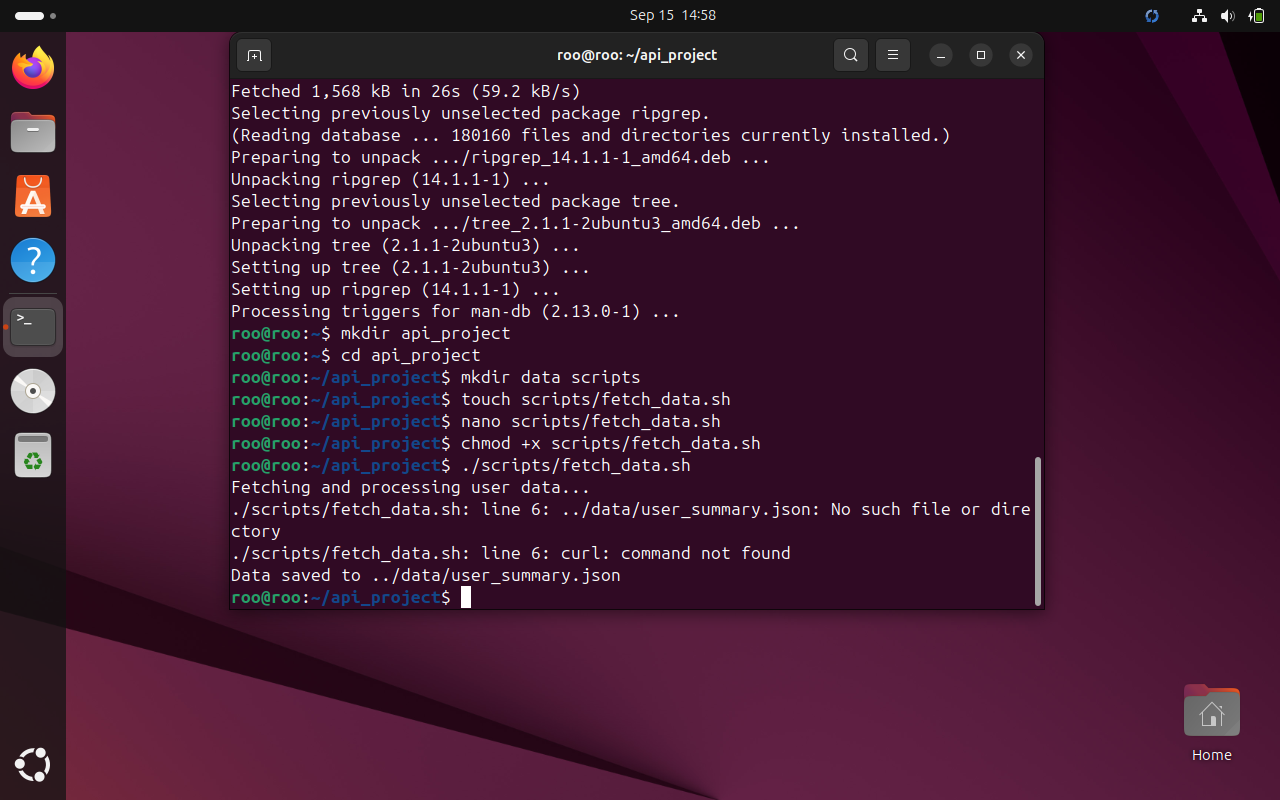 Sep 15 14:58
roo@roo: ~/api_project
Fetched 1,568 kB in 26s (59.2 kB/s)
Selecting previously unselected package ripgrep.
(Reading database ... 180160 files and directories currently installed.)
Preparing to unpack .../ripgrep_14.1.1-1_amd64.deb ...
Unpacking ripgrep (14.1.1-1) ...
Selecting previously unselected package tree.
Preparing to unpack .../tree_2.1.1-2ubuntu3_amd64.deb ...
Unpacking tree (2.1.1-2ubuntu3) ...
Setting up tree (2.1.1-2ubuntu3) ...
Setting up ripgrep (14.1.1-1) ...
Processing triggers for man-db (2.13.0-1) ...
roo@roo:~$ mkdir api_project
roo@roo:~$ cd api_project
roo@roo:~/api_project$ mkdir data scripts
roo@roo:~/api_project$ touch scripts/fetch_data.sh
roo@roo:~/api_project$ nano scripts/fetch_data.sh
roo@roo:~/api_project$ chmod +x scripts/fetch_data.sh
roo@roo:~/api_project$ ./scripts/fetch_data.sh
Fetching and processing user data...
./scripts/fetch_data.sh: line 6: ../data/user_summary.json: No such file or dire
ctory
./scripts/fetch_data.sh: line 6: curl: command not found
Data saved to ../data/user_summary.json
roo@roo:~/api_project$
Home